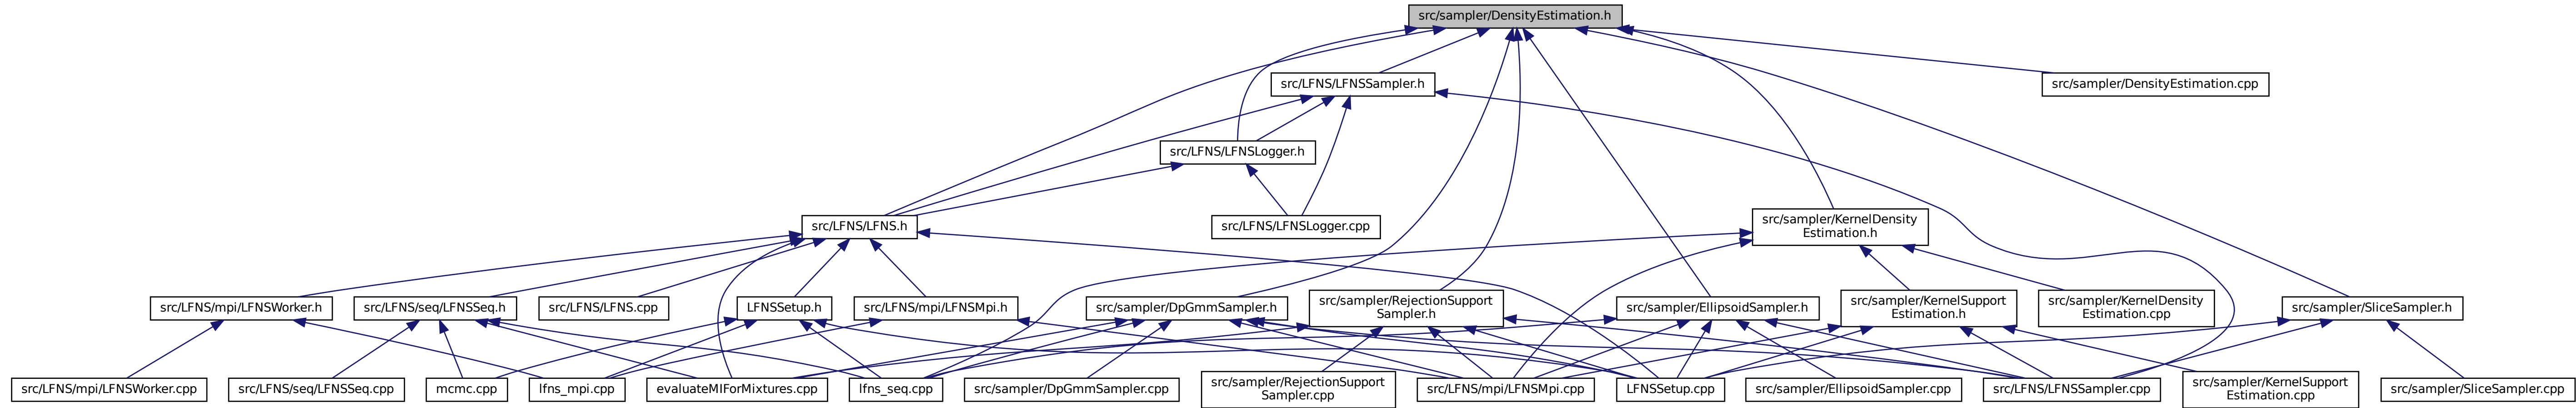 src/sampler/DensityEstimation.h
src/LFNS/LFNSSampler.h
src/sampler/DensityEstimation.cpp
src/LFNS/LFNSLogger.h
src/LFNS/LFNS.h
src/LFNS/LFNSLogger.cpp
src/sampler/KernelDensity
Estimation.h
src/LFNS/mpi/LFNSWorker.h
src/LFNS/seq/LFNSSeq.h
src/LFNS/LFNS.cpp
LFNSSetup.h
src/LFNS/mpi/LFNSMpi.h
src/sampler/DpGmmSampler.h
src/sampler/RejectionSupport
Sampler.h
src/sampler/EllipsoidSampler.h
src/sampler/KernelSupport
Estimation.h
src/sampler/KernelDensity
Estimation.cpp
src/sampler/SliceSampler.h
src/LFNS/mpi/LFNSWorker.cpp
src/LFNS/seq/LFNSSeq.cpp
mcmc.cpp
lfns_mpi.cpp
evaluateMIForMixtures.cpp
lfns_seq.cpp
src/sampler/DpGmmSampler.cpp
src/sampler/RejectionSupport
Sampler.cpp
src/LFNS/mpi/LFNSMpi.cpp
LFNSSetup.cpp
src/sampler/EllipsoidSampler.cpp
src/LFNS/LFNSSampler.cpp
src/sampler/KernelSupport
Estimation.cpp
src/sampler/SliceSampler.cpp